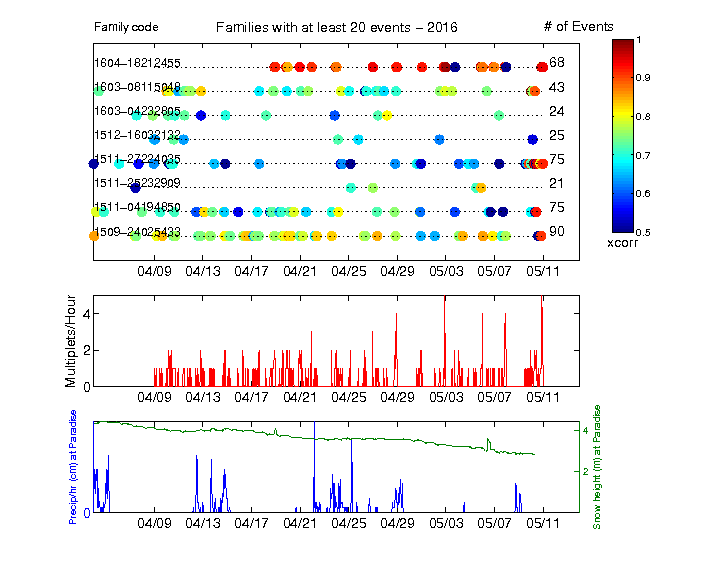 Family code Families with at least 20 events − 2016 # of Events
1604−18212455 68
1603−08115048 43
1603−04232805 24
1512−16032132 25
1511−27224035 75
1511−25232909 21
1511−04194850 75
1509−24025433 90
04/09 04/13 04/17 04/21 04/25 04/29 05/03 05/07 05/11
1
0.9
0.8
0.7
0.6
0.5
xcorr
Multiplets/Hour
4
2
0
04/09 04/13 04/17 04/21 04/25 04/29 05/03 05/07 05/11
Precip/hr (cm) at Paradise
0
4
2
Snow height (m) at Paradise
04/09 04/13 04/17 04/21 04/25 04/29 05/03 05/07 05/11